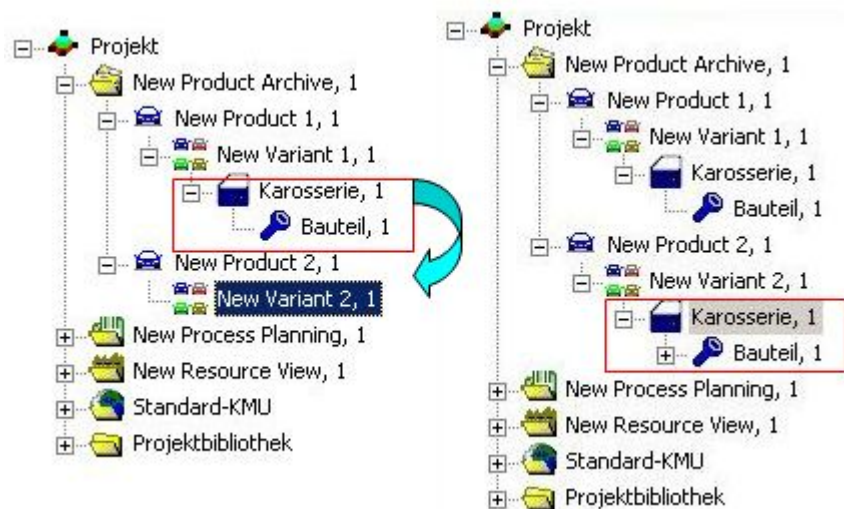 Projekt
New Product Archive, 1
New Product 1, 1
New Variant 1, 1
Karosserie, 1
Bauteil, 1
New Product 2, 1
New Variant 2, 1
New Process Planning, 1
New Resource View, 1
Standard-KMU
Projektbibliothek
Projekt
New Product Archive, 1
New Product 1, 1
New Variant 1, 1
Karosserie, 1
Bauteil, 1
New Product 2, 1
New Variant 2, 1
Karosserie, 1
Bauteil, 1
New Process Planning, 1
New Resource View, 1
Standard-KMU
Projektbibliothek